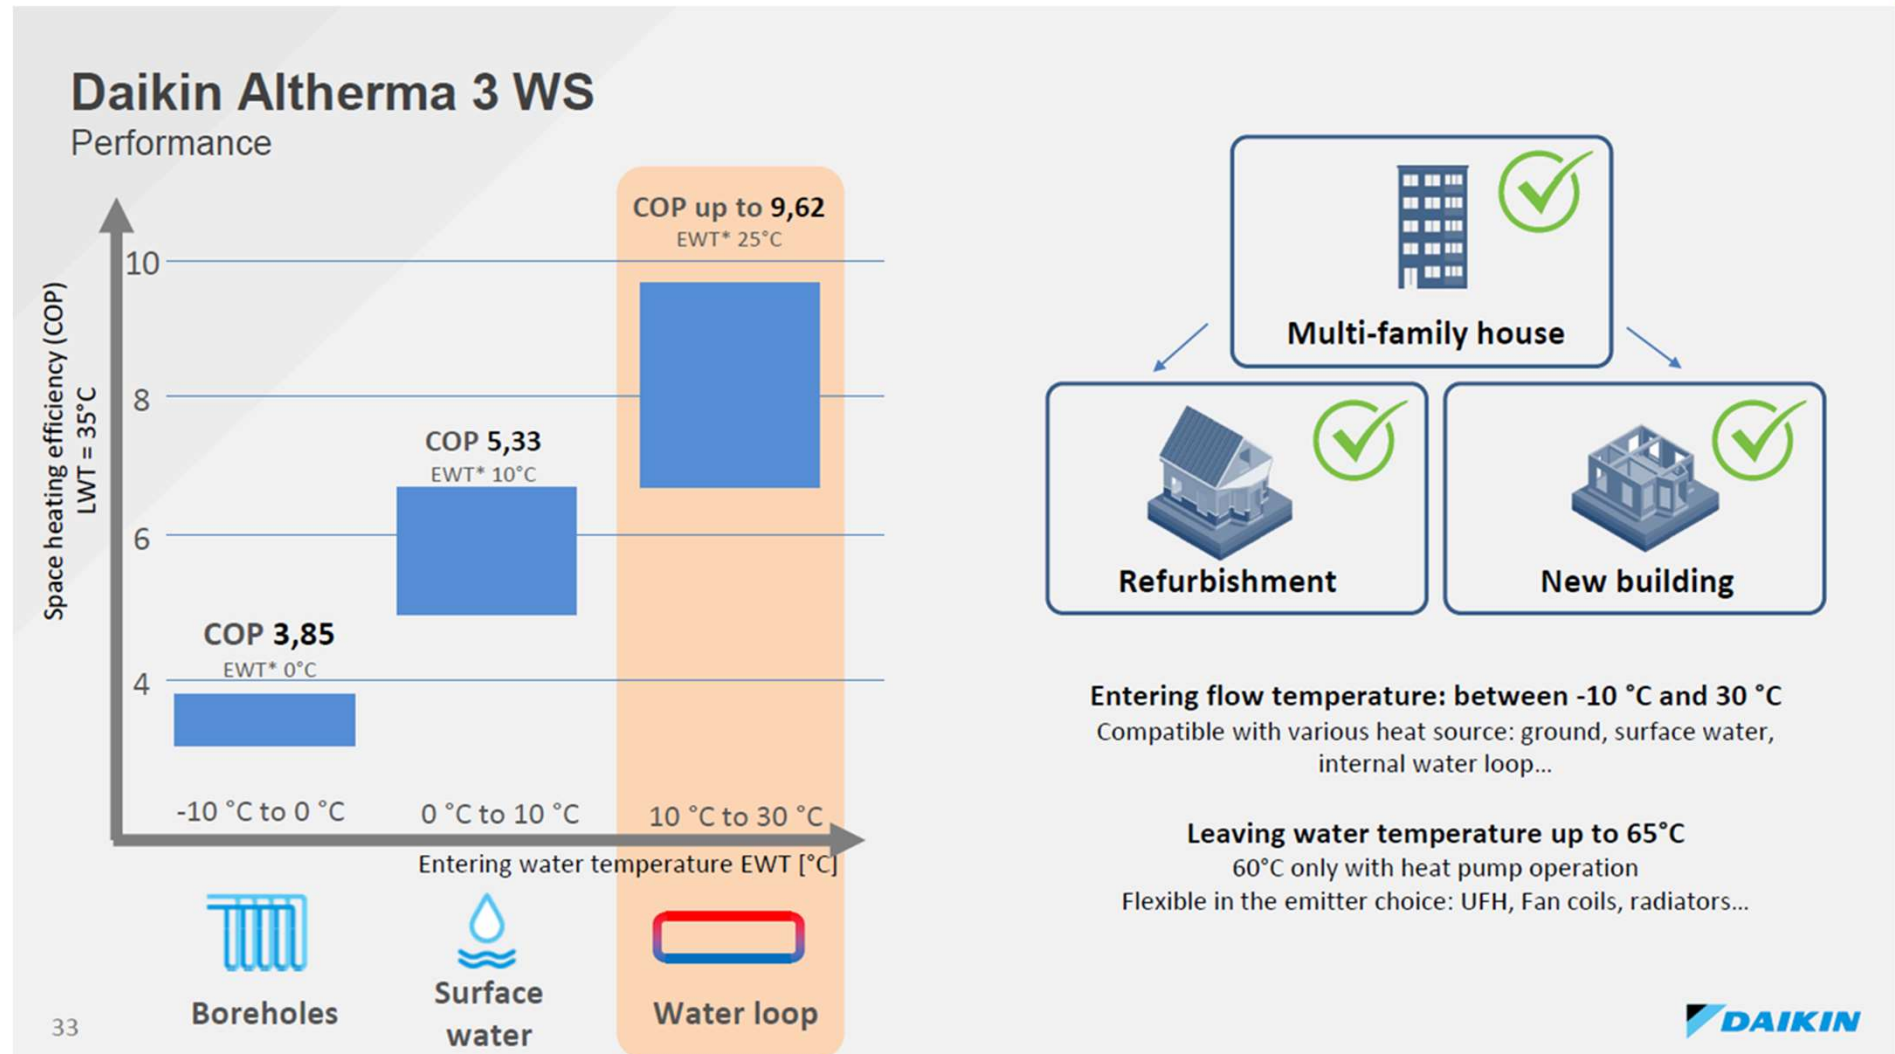 Daikin Altherma 3 WS
Performance
Space heating efficiency (COP)
LWT = 35°C
10
8
6
4
COP up to 9,62
EWT* 25°C
COP 5,33
EWT* 10°C
COP 3,85
EWT* 0°C
-10 °C to 0 °C
0 °C to 10 °C
10 °C to 30 °C
Entering water temperature EWT [°C]
Boreholes
Surface
water
Water loop
Multi-family house
Refurbishment
New building
Entering flow temperature: between -10 °C and 30 °C
Compatible with various heat source: ground, surface water,
internal water loop...
Leaving water temperature up to 65°C
60°C only with heat pump operation
Flexible in the emitter choice: UFH, Fan coils, radiators...
33
DAIKIN